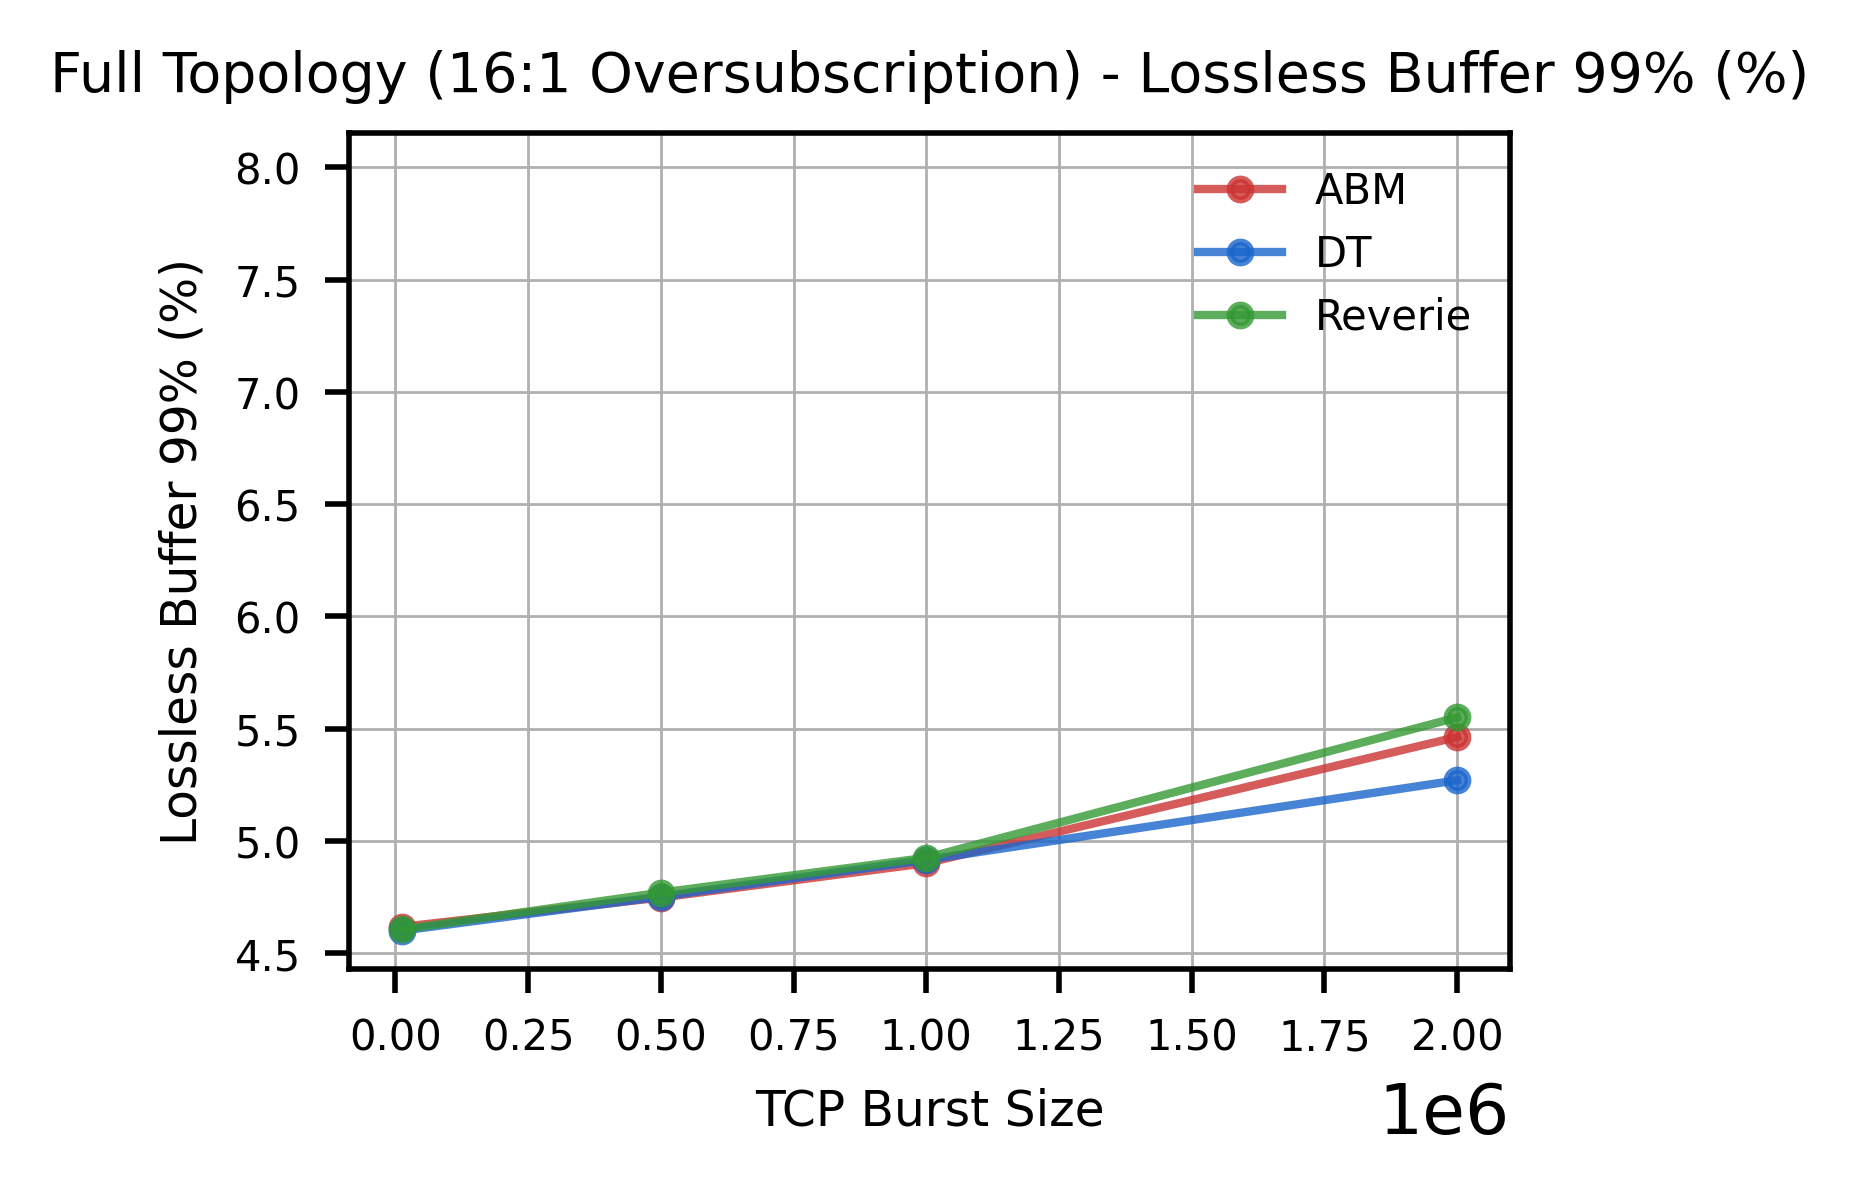 Full Topology (16:1 Oversubscription) - Lossless Buffer 99% (%)
Lossless Buffer 99% (%)
8.0
7.5
7.0
6.5
6.0
5.5
5.0
4.5
ABM
DT
Reverie
0.00 0.25 0.50 0.75 1.00 1.25 1.50 1.75 2.00
TCP Burst Size
1e6